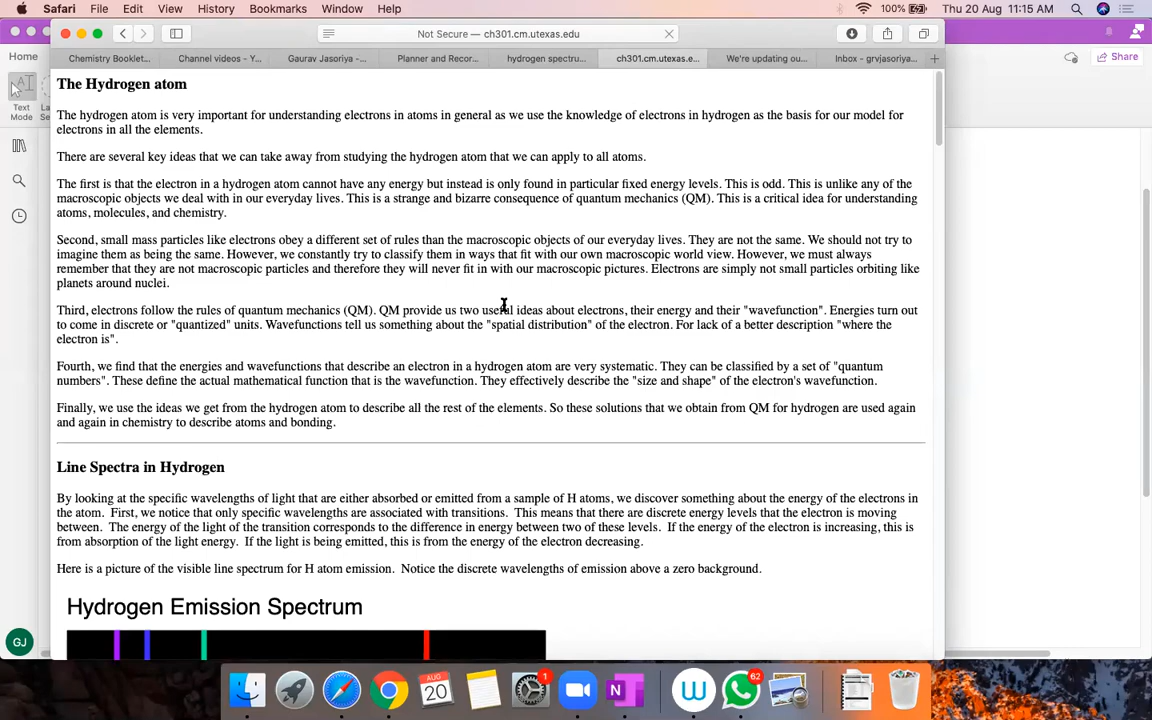 Safari File Edit View History Bookmarks Window Help 100% Thu 20 Aug 11:15 AM
Not Secure — ch301.cm.utexas.edu
Chemistry Booklet... Channel videos - Y... Gaurav Jasoriya -... Planner and Recor... hydrogen spectru... ch301.cm.utexas.e... We're updating ou... Inbox - grvjasoriya...
Home
Share
Text
Mode
The Hydrogen atom
The hydrogen atom is very important for understanding electrons in atoms in general as we use the knowledge of electrons in hydrogen as the basis for our model for
electrons in all the elements.
There are several key ideas that we can take away from studying the hydrogen atom that we can apply to all atoms.
The first is that the electron in a hydrogen atom cannot have any energy but instead is only found in particular fixed energy levels. This is odd. This is unlike any of the
macroscopic objects we deal with in our everyday lives. This is a strange and bizarre consequence of quantum mechanics (QM). This is a critical idea for understanding
atoms, molecules, and chemistry.
Second, small mass particles like electrons obey a different set of rules than the macroscopic objects of our everyday lives. They are not the same. We should not try to
imagine them as being the same. However, we constantly try to classify them in ways that fit with our own macroscopic world view. However, we must always
remember that they are not macroscopic particles and therefore they will never fit in with our macroscopic pictures. Electrons are simply not small particles orbiting like
planets around nuclei.
Third, electrons follow the rules of quantum mechanics (QM). QM provide us two useful ideas about electrons, their energy and their "wavefunction". Energies turn out
to come in discrete or "quantized" units. Wavefunctions tell us something about the "spatial distribution" of the electron. For lack of a better description "where the
electron is".
Fourth, we find that the energies and wavefunctions that describe an electron in a hydrogen atom are very systematic. They can be classified by a set of "quantum
numbers". These define the actual mathematical function that is the wavefunction. They effectively describe the "size and shape" of the electron's wavefunction.
Finally, we use the ideas we get from the hydrogen atom to describe all the rest of the elements. So these solutions that we obtain from QM for hydrogen are used again
and again in chemistry to describe atoms and bonding.
Line Spectra in Hydrogen
By looking at the specific wavelengths of light that are either absorbed or emitted from a sample of H atoms, we discover something about the energy of the electrons in
the atom. First, we notice that only specific wavelengths are associated with transitions. This means that there are discrete energy levels that the electron is moving
between. The energy of the light of the transition corresponds to the difference in energy between two of these levels. If the energy of the electron is increasing, this is
from absorption of the light energy. If the light is being emitted, this is from the energy of the electron decreasing.
Here is a picture of the visible line spectrum for H atom emission. Notice the discrete wavelengths of emission above a zero background.
Hydrogen Emission Spectrum
GJ
AUG
20
1
N
W
62